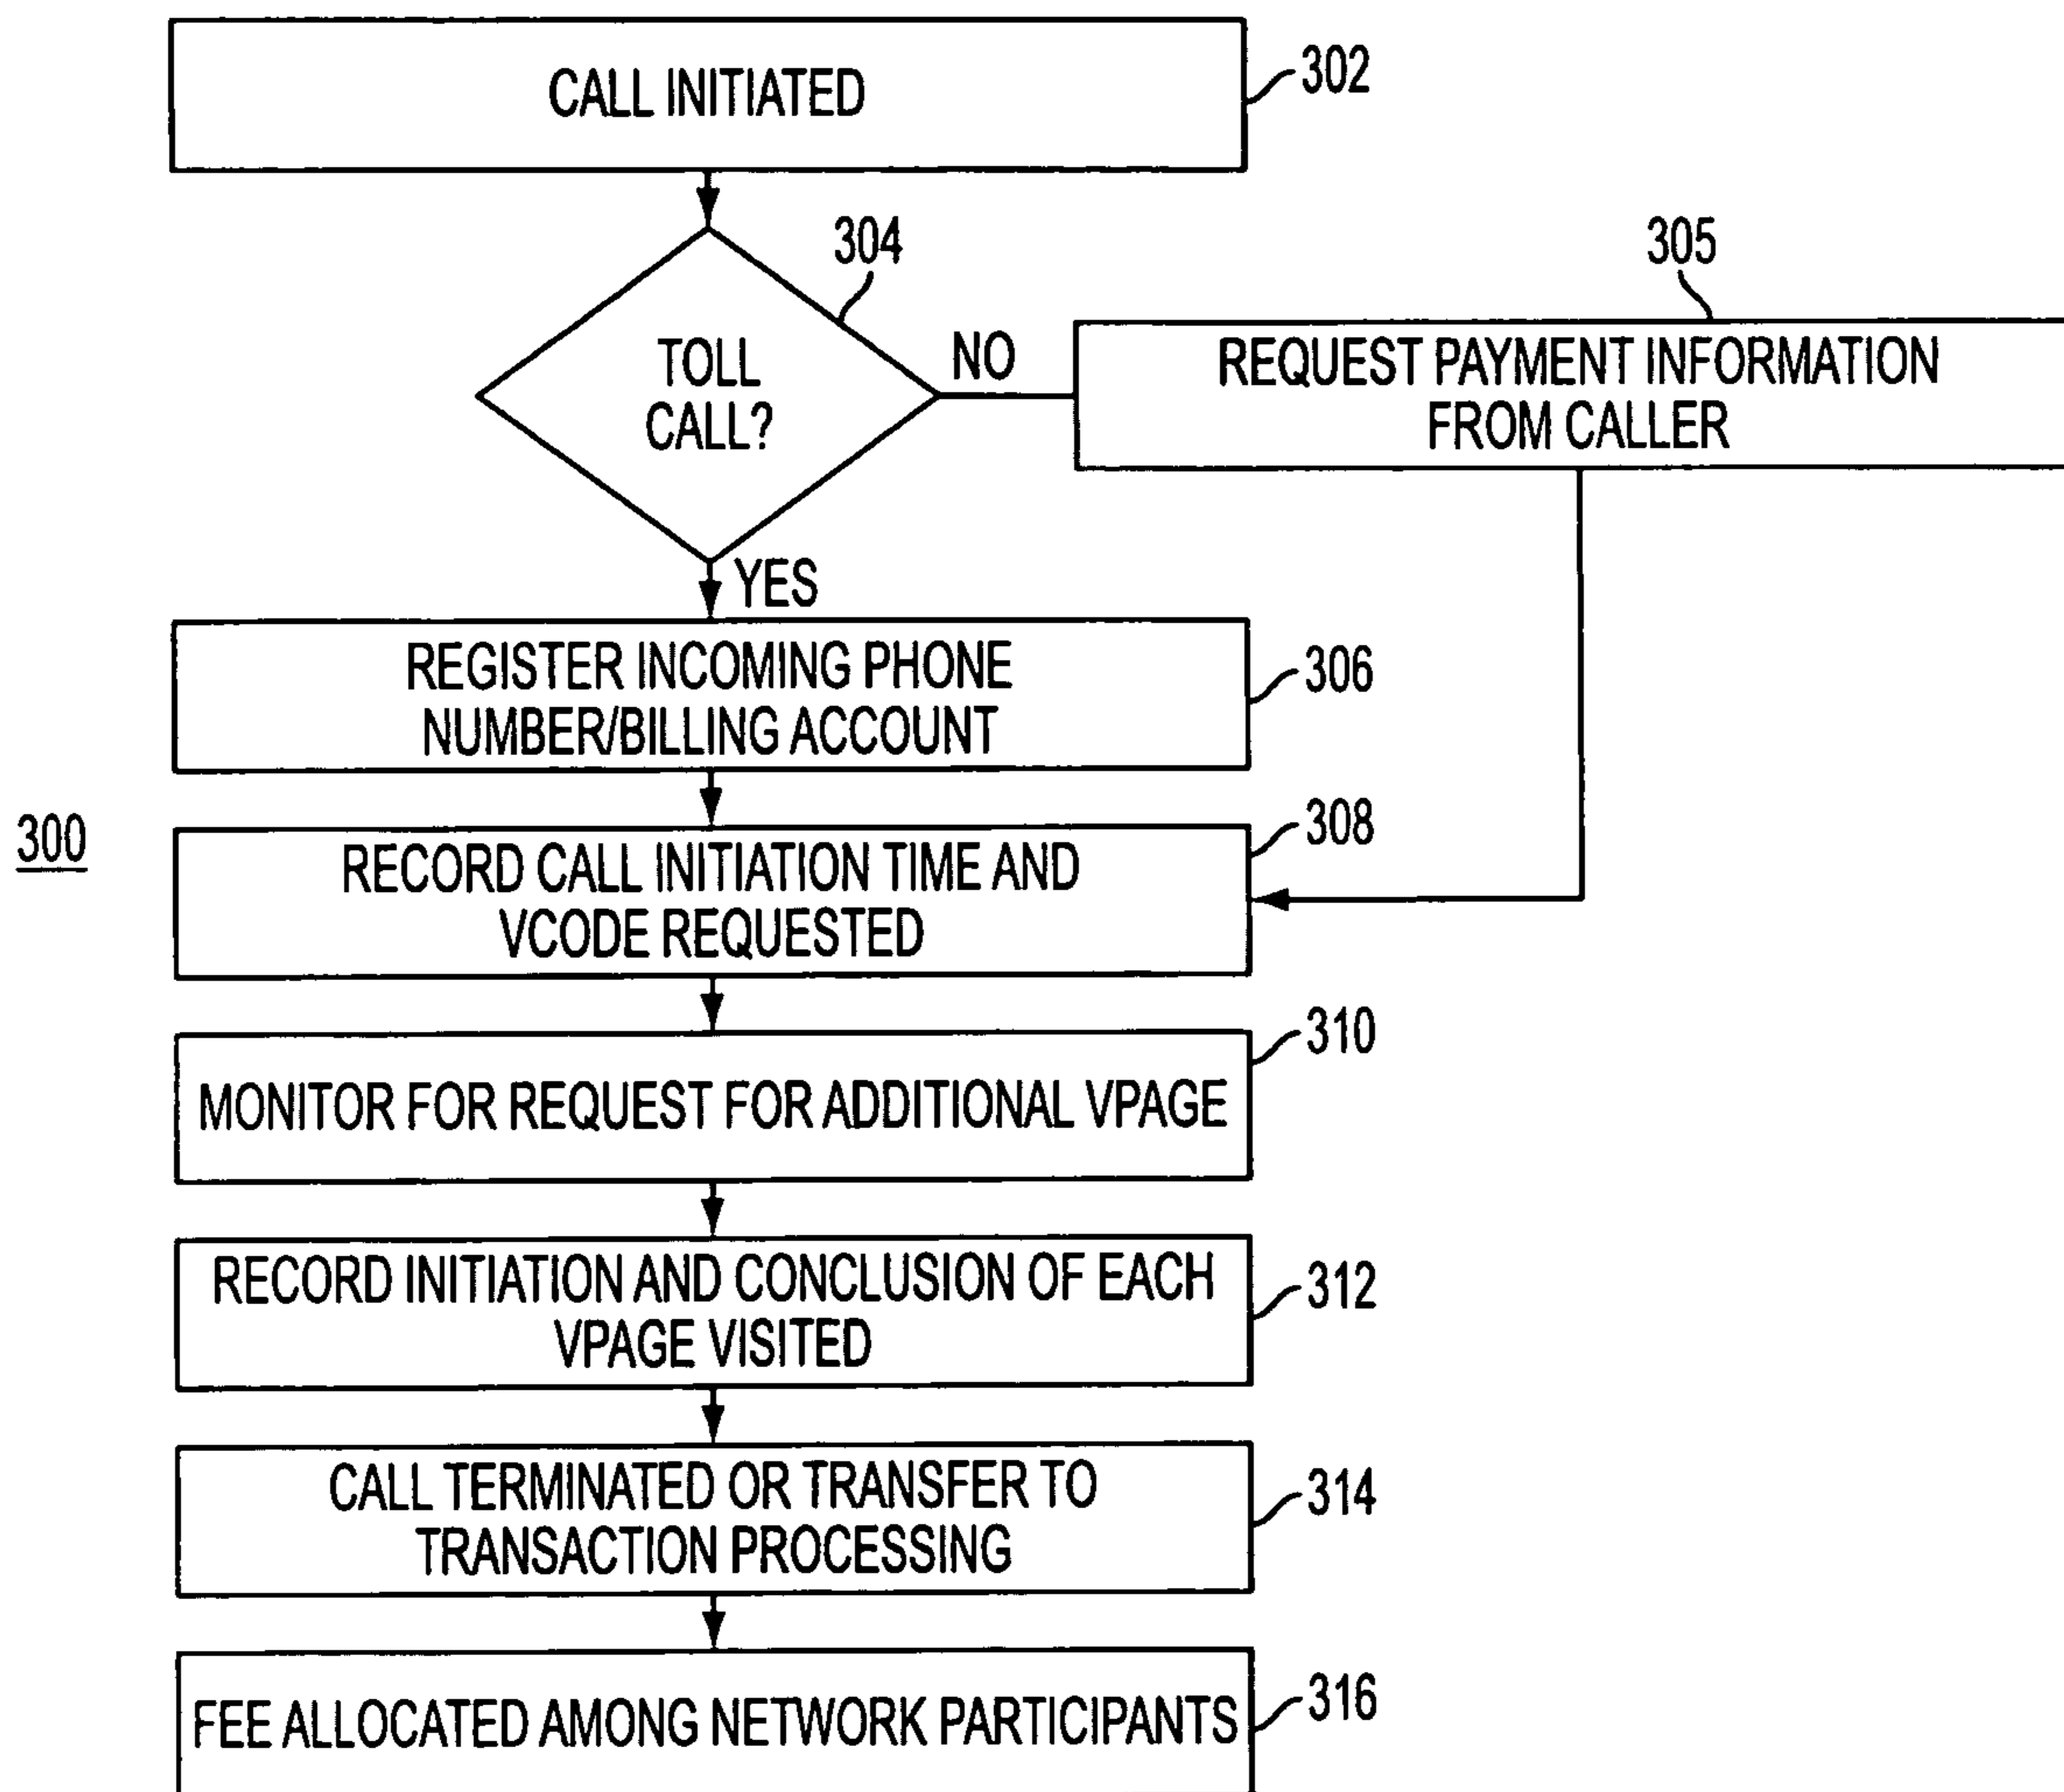 CALL INITIATED
302
304
305
TOLL
CALL?
NO
REQUEST PAYMENT INFORMATION
FROM CALLER
YES
REGISTER INCOMING PHONE
NUMBER/BILLING ACCOUNT
306
300
RECORD CALL INITIATION TIME AND
VCODE REQUESTED
308
MONITOR FOR REQUEST FOR ADDITIONAL VPAGE
310
RECORD INITIATION AND CONCLUSION OF EACH
VPAGE VISITED
312
CALL TERMINATED OR TRANSFER TO
TRANSACTION PROCESSING
314
FEE ALLOCATED AMONG NETWORK PARTICIPANTS
316